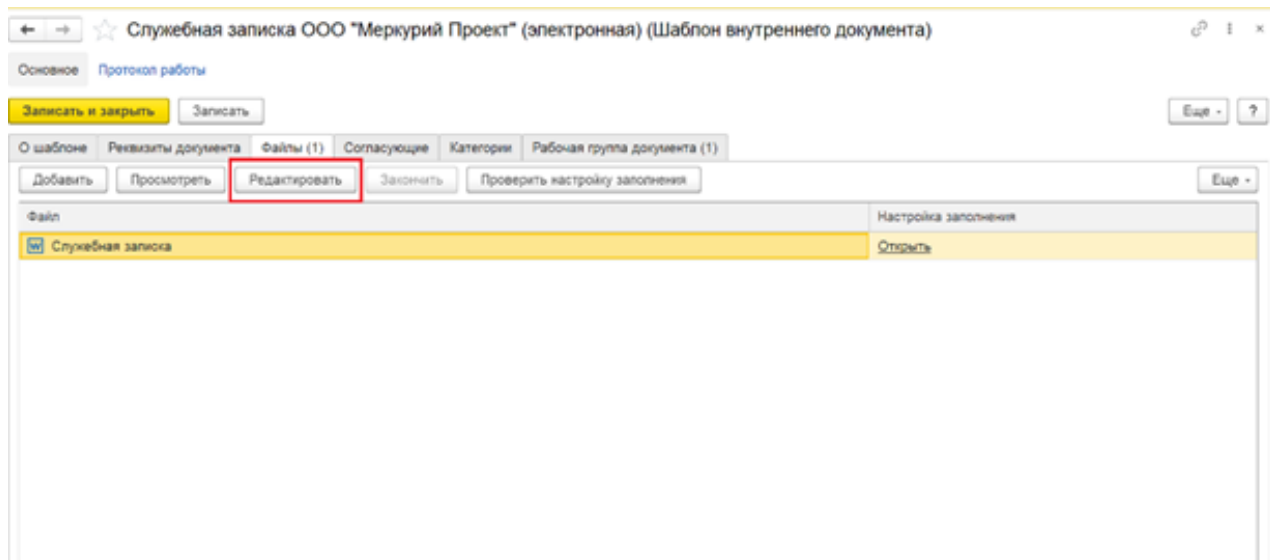 Служебная записка ООО "Меркурий Проект" (электронная) (Шаблон внутреннего документа)
Основное Протокол работы
Записать и закрыть Записать Еще ?
О шаблоне Реквизиты документа Файлы (1) Согласующие Категории Рабочая группа документа (1)
Добавить Просмотреть Редактировать Закончить Проверить настройку заполнения Еще
Файл Настройка заполнения
Служебная записка Открыть